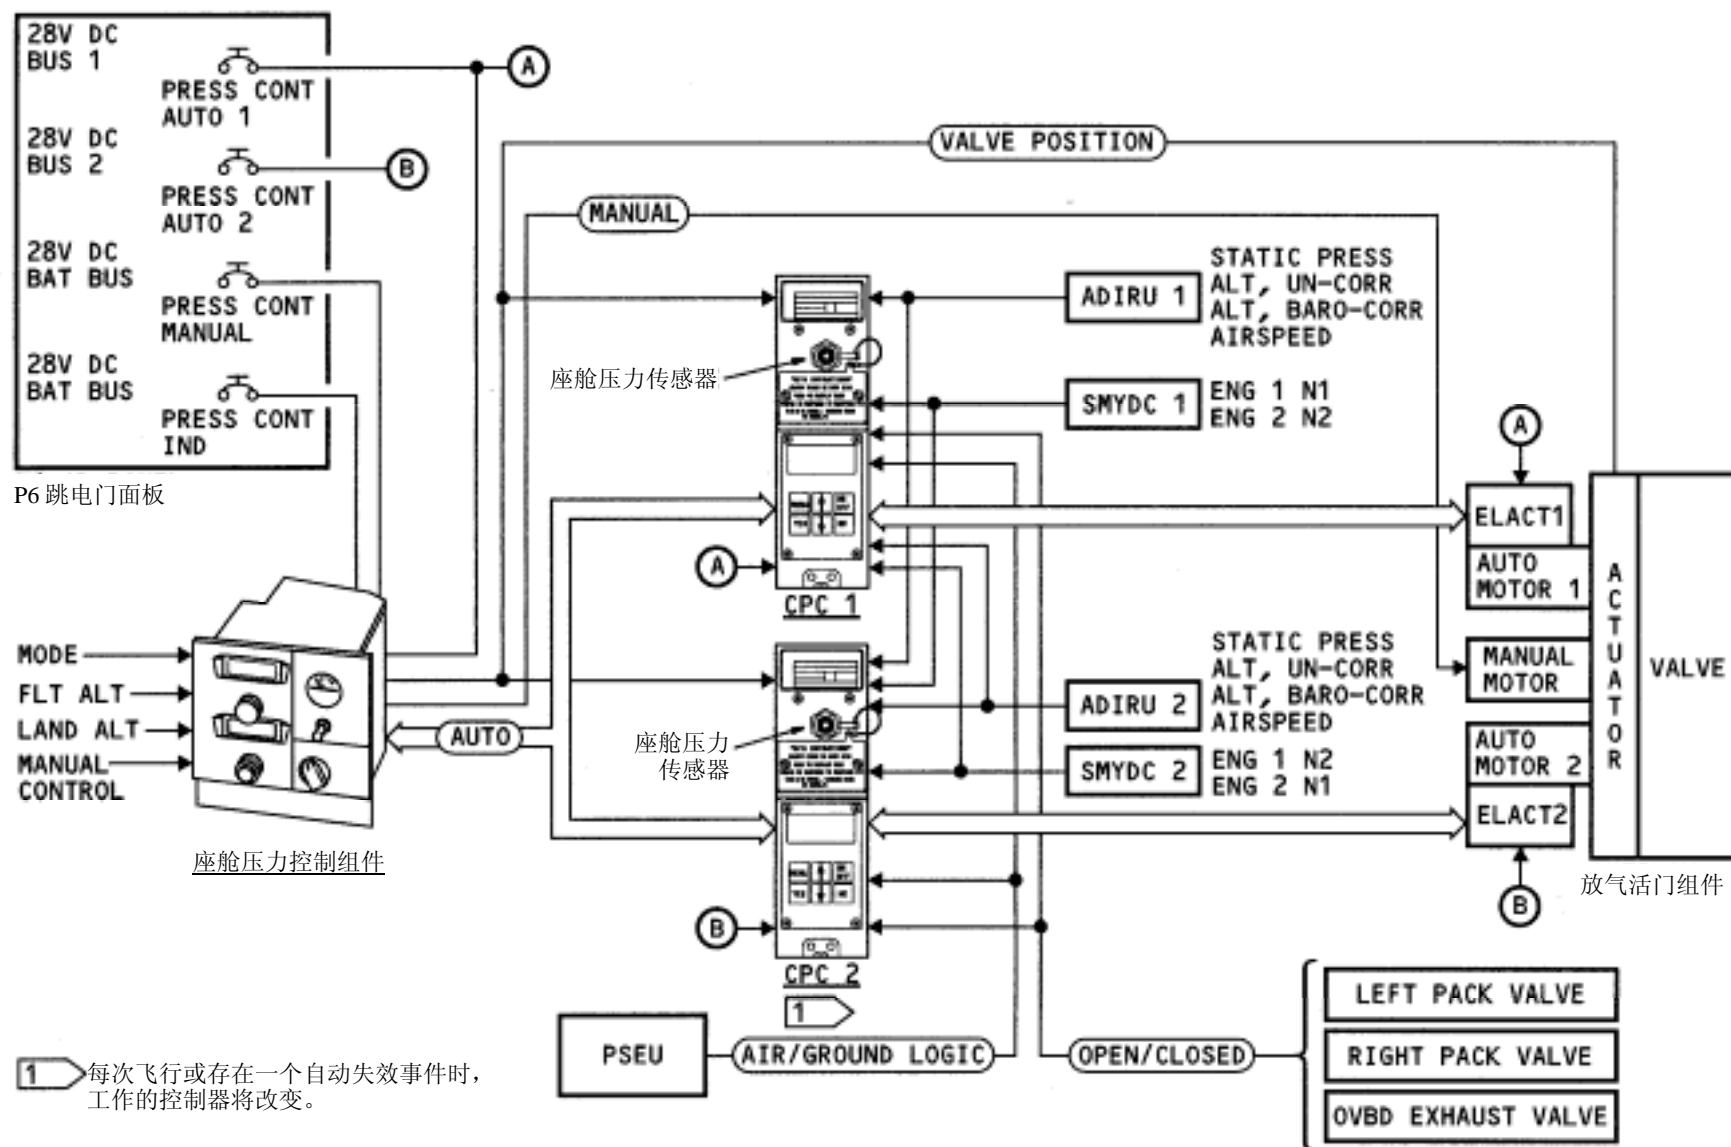 28V DC
BUS 1
PRESS CONT
AUTO 1
A
28V DC
BUS 2
PRESS CONT
AUTO 2
B
28V DC
BAT BUS
PRESS CONT
MANUAL
28V DC
BAT BUS
PRESS CONT
IND
P6 跳电门面板
VALVE POSITION
MANUAL
座舱压力传感器
ADIRU 1
STATIC PRESS
ALT, UN-CORR
ALT, BARO-CORR
AIRSPEED
SMYDC 1
ENG 1 N1
ENG 2 N2
A
CPC 1
A
ELACT1
AUTO
MOTOR 1
MANUAL
MOTOR
AUTO
MOTOR 2
ELACT2
B
ACTUATOR
VALVE
放气活门组件
MODE
FLT ALT
LAND ALT
MANUAL
CONTROL
AUTO
座舱压力控制组件
座舱压力
传感器
ADIRU 2
STATIC PRESS
ALT, UN-CORR
ALT, BARO-CORR
AIRSPEED
SMYDC 2
ENG 1 N2
ENG 2 N1
B
CPC 2
1
PSEU
AIR/GROUND LOGIC
OPEN/CLOSED
LEFT PACK VALVE
RIGHT PACK VALVE
OVBD EXHAUST VALVE
1 每次飞行或存在一个自动失效事件时，
工作的控制器将改变。